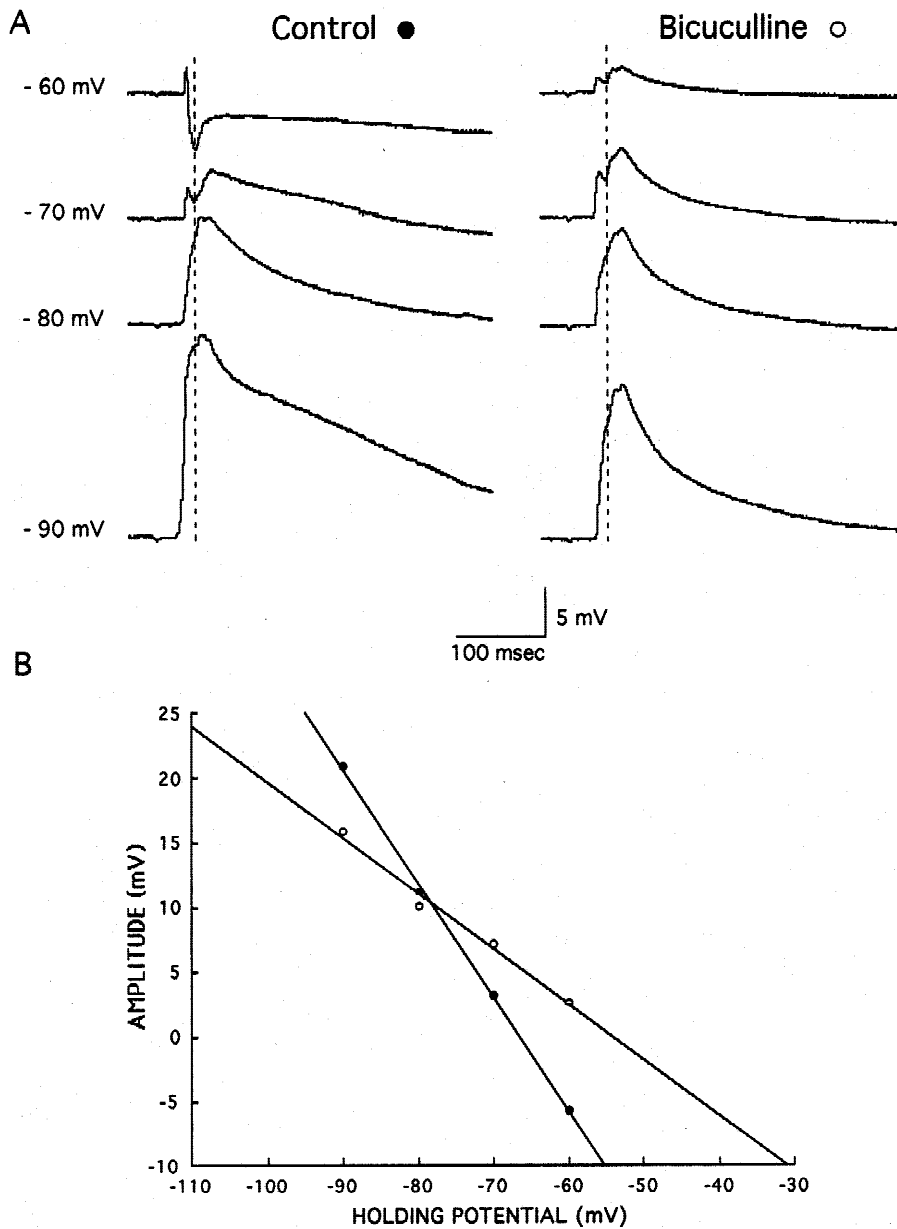 A
Control ● Bicuculline ○
- 60 mV
- 70 mV
- 80 mV
- 90 mV
5 mV
100 msec
B
25
20
15
10
5
0
-5
-10
AMPLITUDE (mV)
-110 -100 -90 -80 -70 -60 -50 -40 -30
HOLDING POTENTIAL (mV)